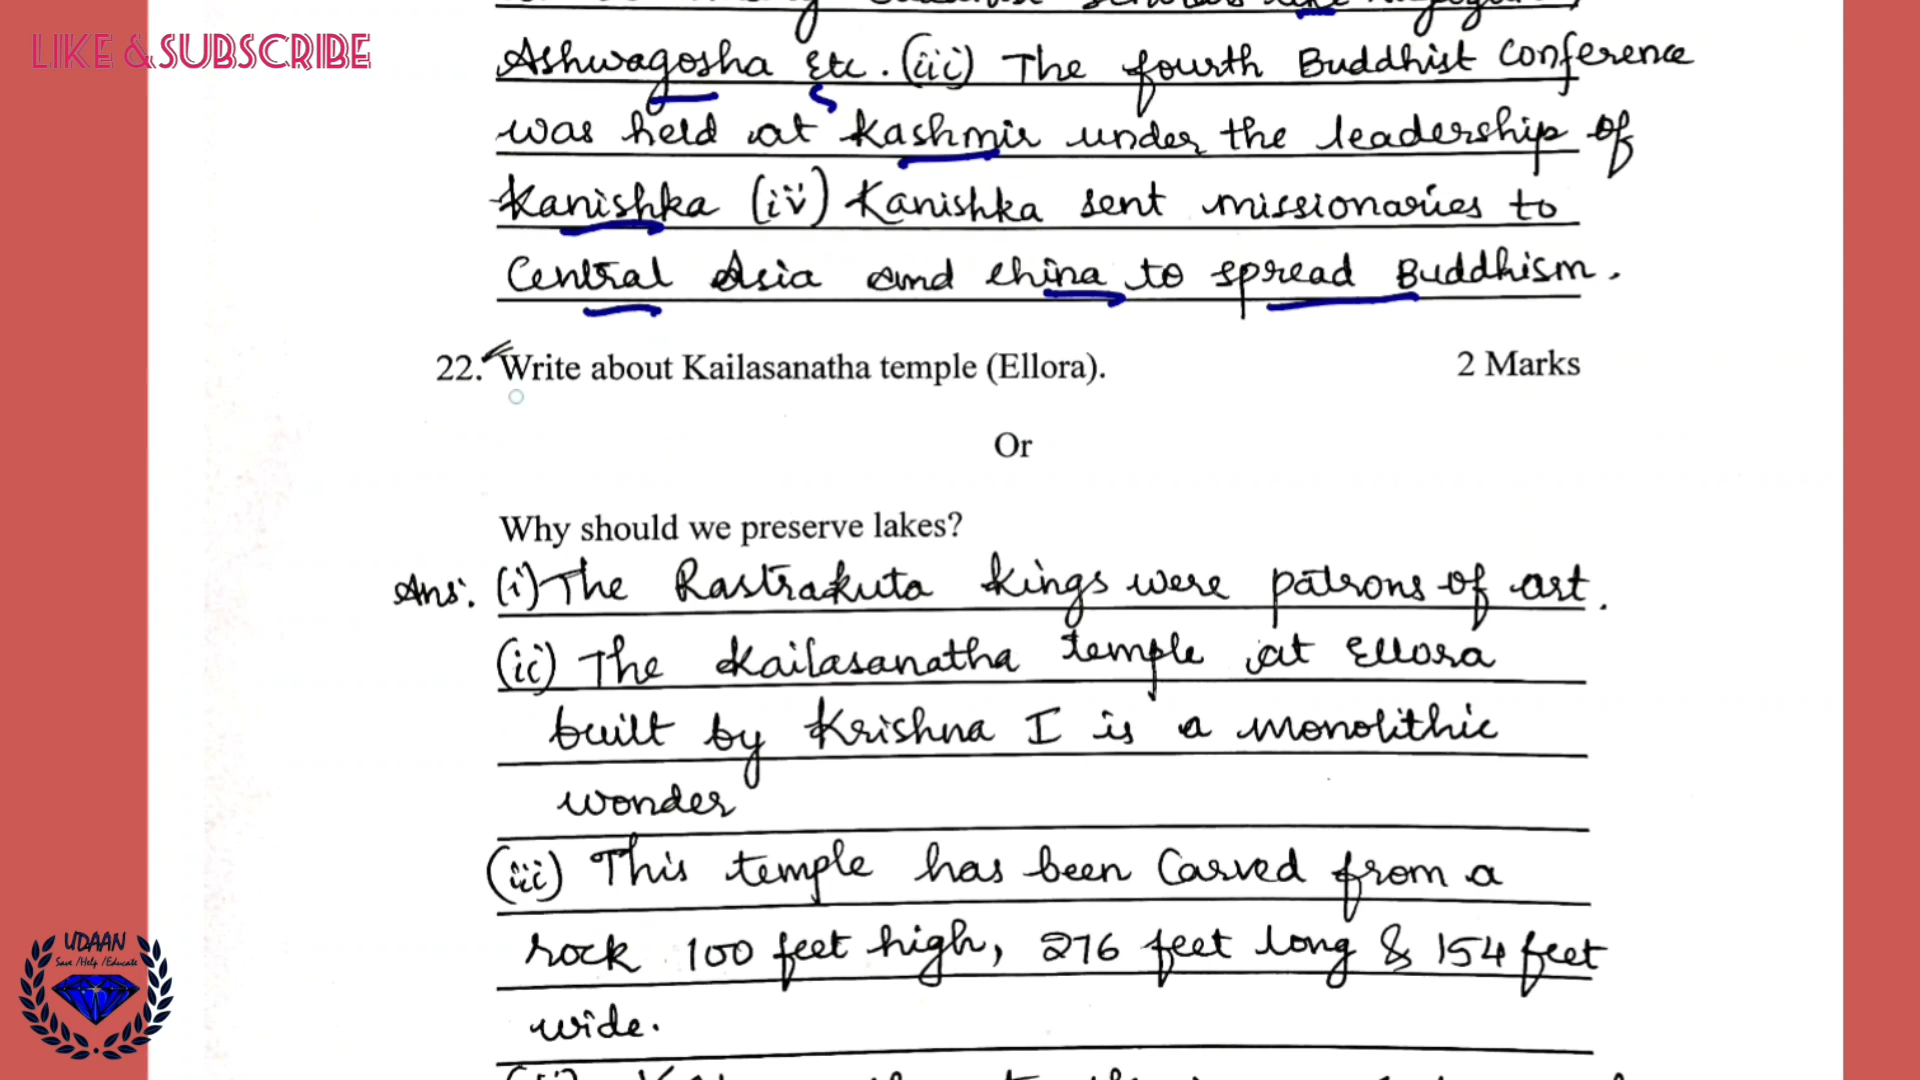 LIKE & SUBSCRIBE
Ashwagosha Etc. (iii) The fourth Buddhist Conference
was held at Kashmir under the leadership of
Kanishka (iv) Kanishka sent missionaries to
Central Asia and china to spread Buddhism.
22. Write about Kailasanatha temple (Ellora). 2 Marks
Or
Why should we preserve lakes?
Ans: (i) The Rastrakuta kings were patrons of art.
(ii) The Kailasanatha temple at Ellora
built by Krishna I is a monolithic
wonder
(iii) This temple has been Carved from a
rock 100 feet high, 276 feet long & 154 feet
wide.
UDAAN
Save /Help /Educate